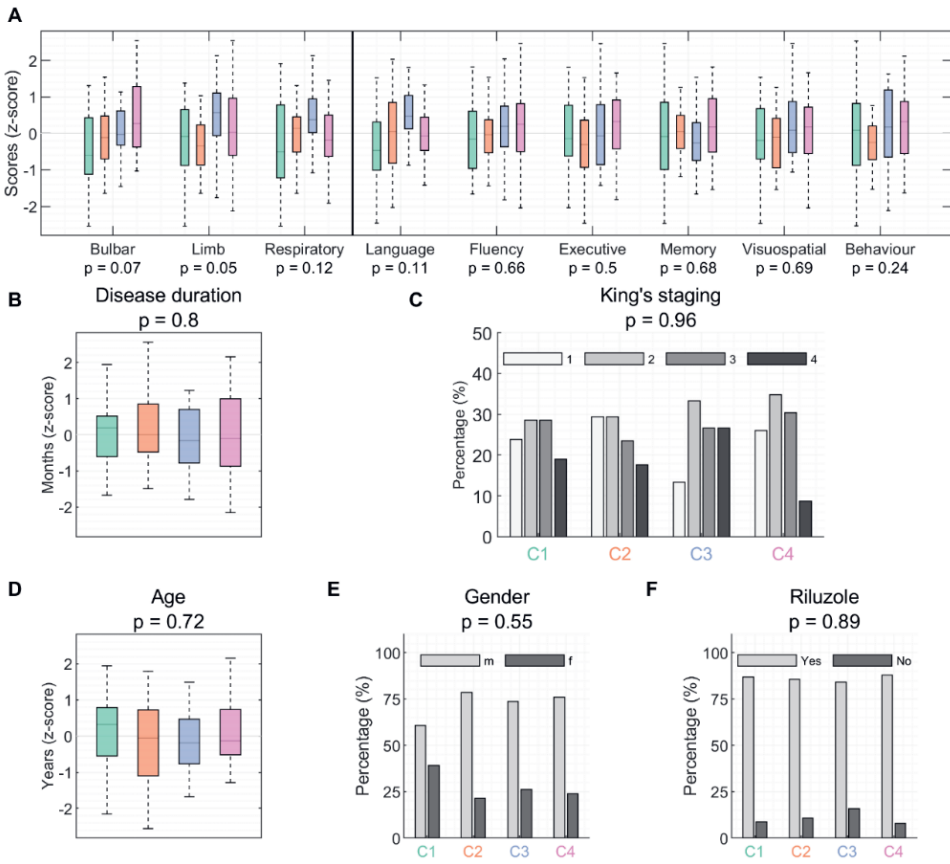 A
Scores (z-score)
2
1
0
-1
-2
Bulbar Limb Respiratory Language Fluency Executive Memory Visuospatial Behaviour
p = 0.07 p = 0.05 p = 0.12 p = 0.11 p = 0.66 p = 0.5 p = 0.68 p = 0.69 p = 0.24
B
Disease duration
p = 0.8
Months (z-score)
2
1
0
-1
-2
C
King's staging
p = 0.96
Percentage (%)
50
40
30
20
10
0
1 2 3 4
C1 C2 C3 C4
D
Age
p = 0.72
Years (z-score)
2
1
0
-1
-2
E
Gender
p = 0.55
Percentage (%)
100
75
50
25
0
m f
C1 C2 C3 C4
F
Riluzole
p = 0.89
Percentage (%)
100
75
50
25
0
Yes No
C1 C2 C3 C4